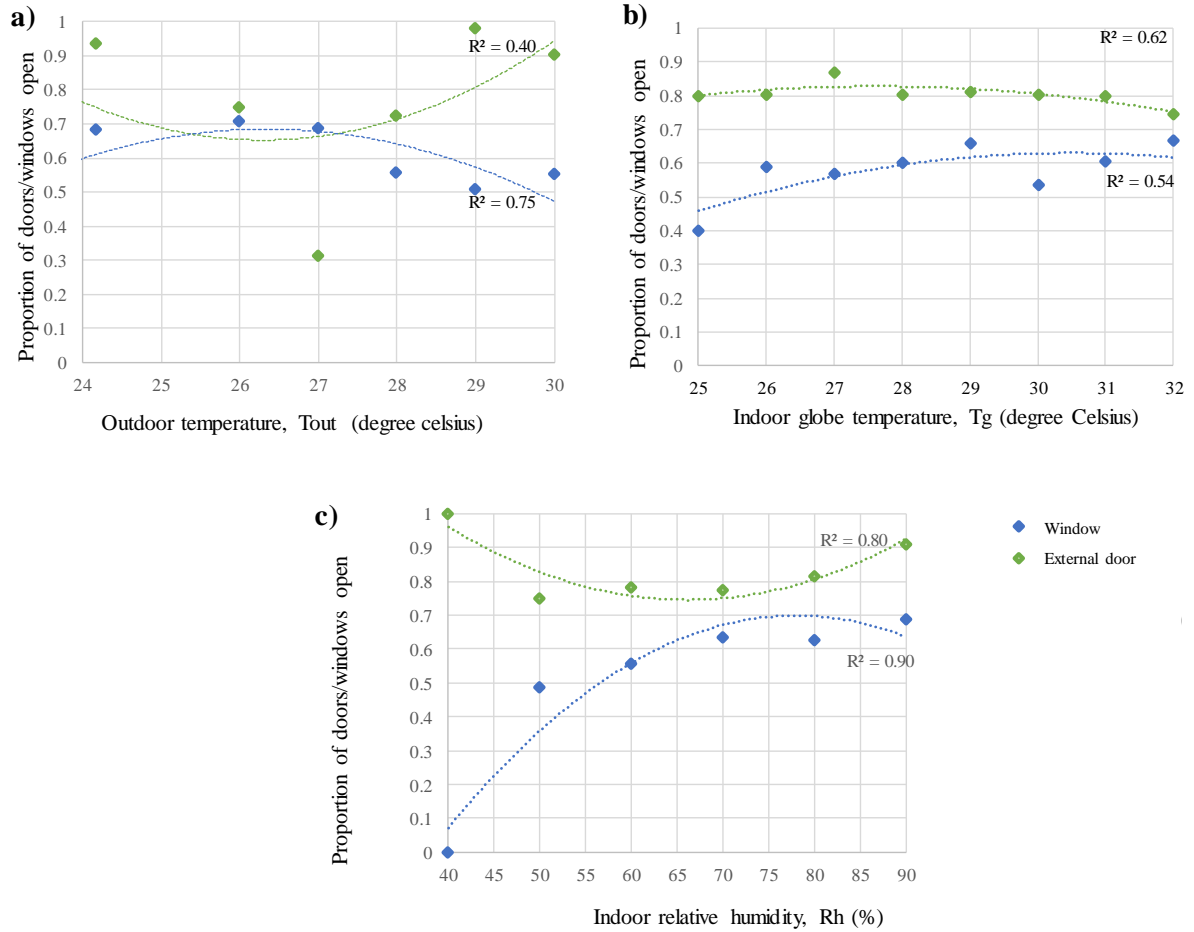 a)
Proportion of doors/windows open
1
0.9
0.8
0.7
0.6
0.5
0.4
0.3
0.2
0.1
0
R² = 0.40
R² = 0.75
24 25 26 27 28 29 30
Outdoor temperature, Tout (degree celsius)
b)
Proportion of doors/windows open
1
0.9
0.8
0.7
0.6
0.5
0.4
0.3
0.2
0.1
0
R² = 0.62
R² = 0.54
25 26 27 28 29 30 31 32
Indoor globe temperature, Tg (degree Celsius)
c)
Proportion of doors/windows open
1
0.9
0.8
0.7
0.6
0.5
0.4
0.3
0.2
0.1
0
R² = 0.80
R² = 0.90
40 45 50 55 60 65 70 75 80 85 90
Indoor relative humidity, Rh (%)
Window
External door